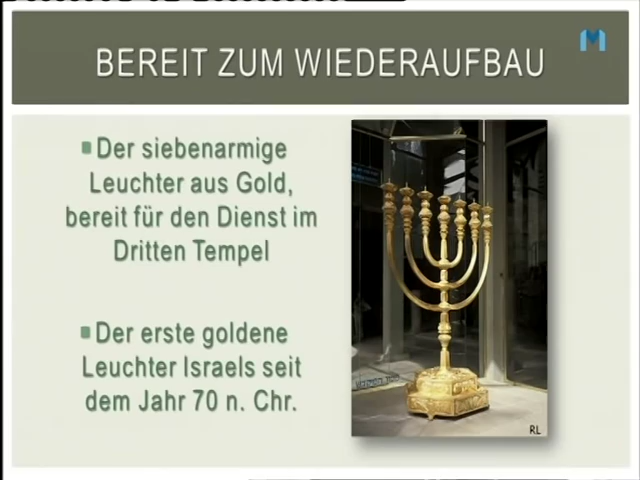 BEREIT ZUM WIEDERAUFBAU
Der siebenarmige
Leuchter aus Gold,
bereit für den Dienst im
Dritten Tempel
Der erste goldene
Leuchter Israels seit
dem Jahr 70 n. Chr.
RL